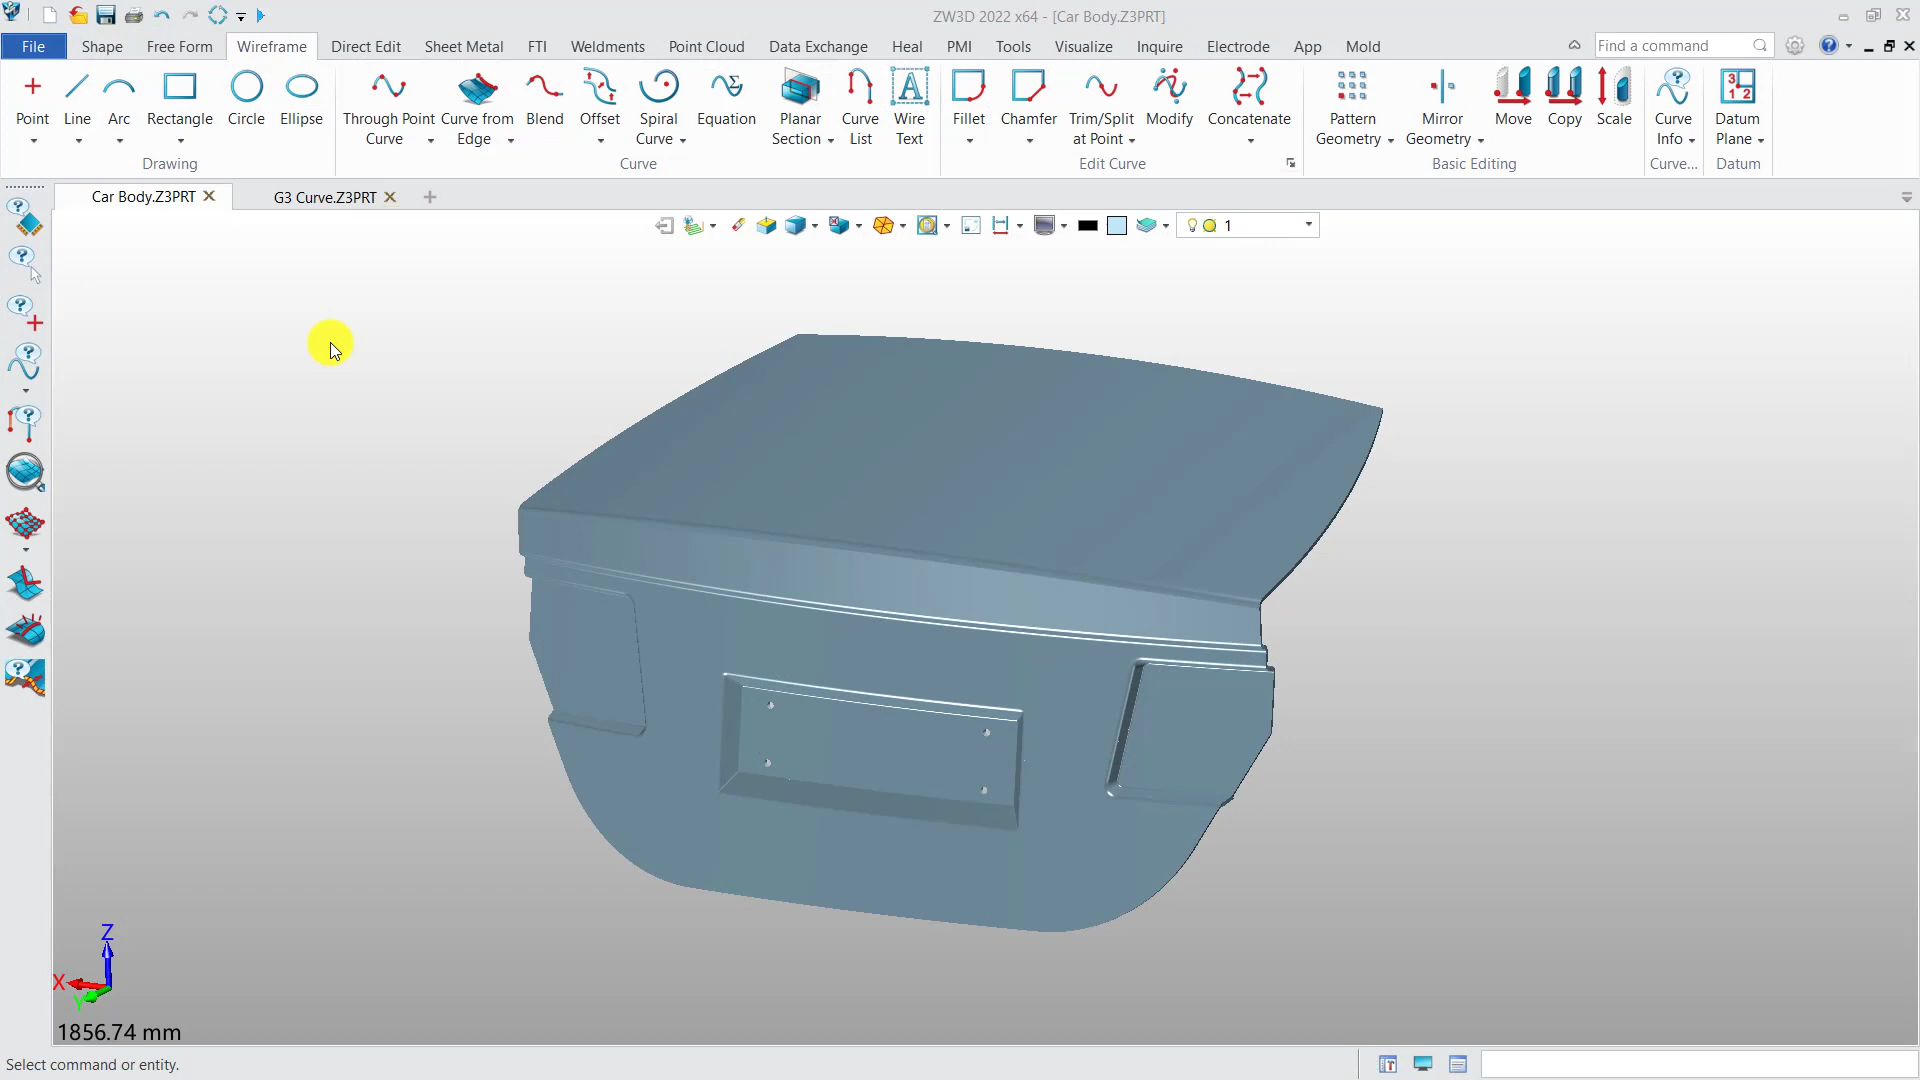 ZW3D 2022 x64 - [Car Body.Z3PRT]
File Shape Free Form Wireframe Direct Edit Sheet Metal FTI Weldments Point Cloud Data Exchange Heal PMI Tools Visualize Inquire Electrode App Mold Find a command
Point Line Arc Rectangle Circle Ellipse
Drawing
Through Point Curve Curve from Edge Blend Offset Spiral Curve Equation Planar Section Curve List Wire Text
Curve
Fillet Chamfer Trim/Split at Point Modify Concatenate
Edit Curve
Pattern Geometry Mirror Geometry Move Copy Scale
Basic Editing
Curve Info
Curve...
Datum Plane
Datum
Car Body.Z3PRT G3 Curve.Z3PRT
1
Z
X
Y
1856.74 mm
Select command or entity.